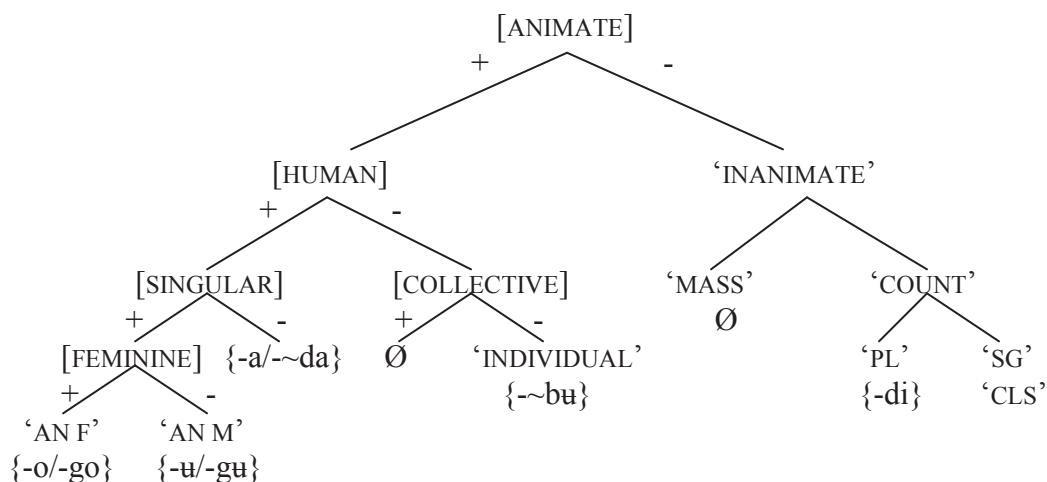 [ANIMATE]
+ -
[HUMAN] ‘INANIMATE’
+ -
[SINGULAR] [COLLECTIVE] ‘MASS’ ‘COUNT’
+ - + - Ø
[FEMININE] {-a/-~da} Ø ‘INDIVIDUAL’ ‘PL’ ‘SG’
+ - {-~bʉ} {-di} ‘CLS’
‘AN F’ ‘AN M’
{-o/-go} {-ʉ/-gʉ}